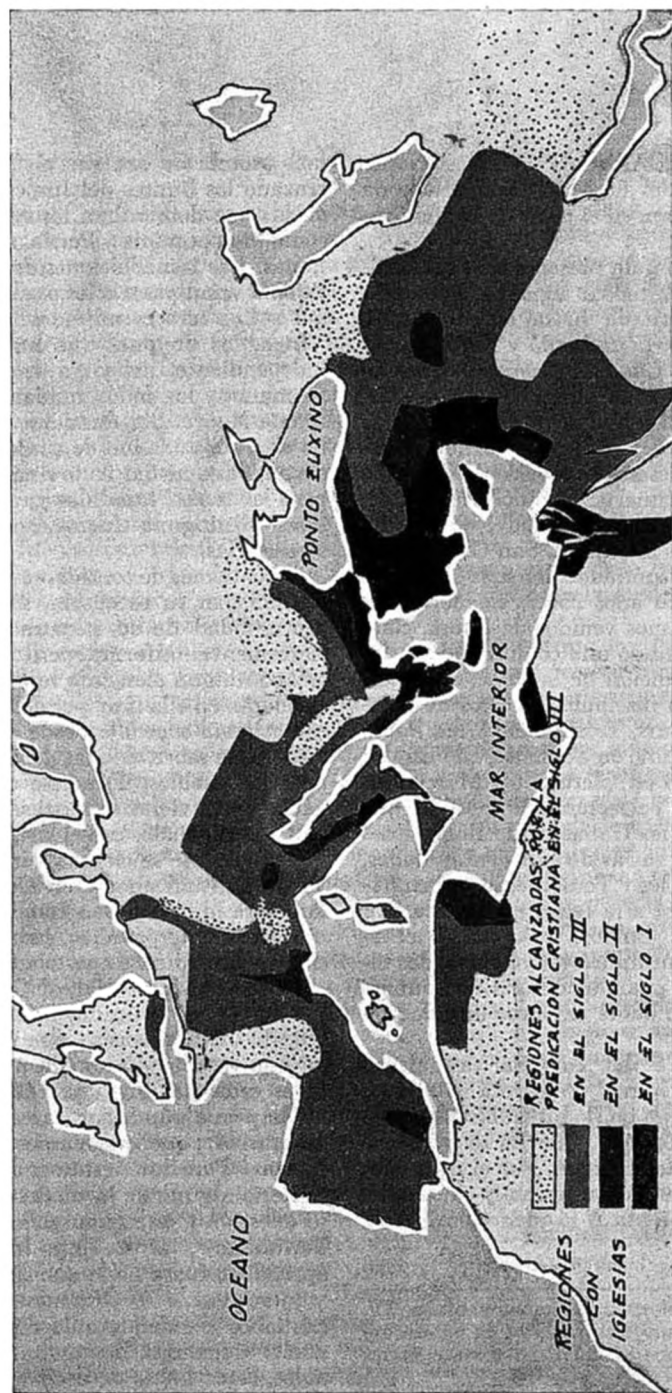 OCEANO
PONTO EUXINO
MAR INTERIOR
REGIONES ALCANZADAS POR LA
PREDICACION CRISTIANA EN EL SIGLO III
REGIONES
CON
IGLESIAS
EN EL SIGLO III
EN EL SIGLO II
EN EL SIGLO I